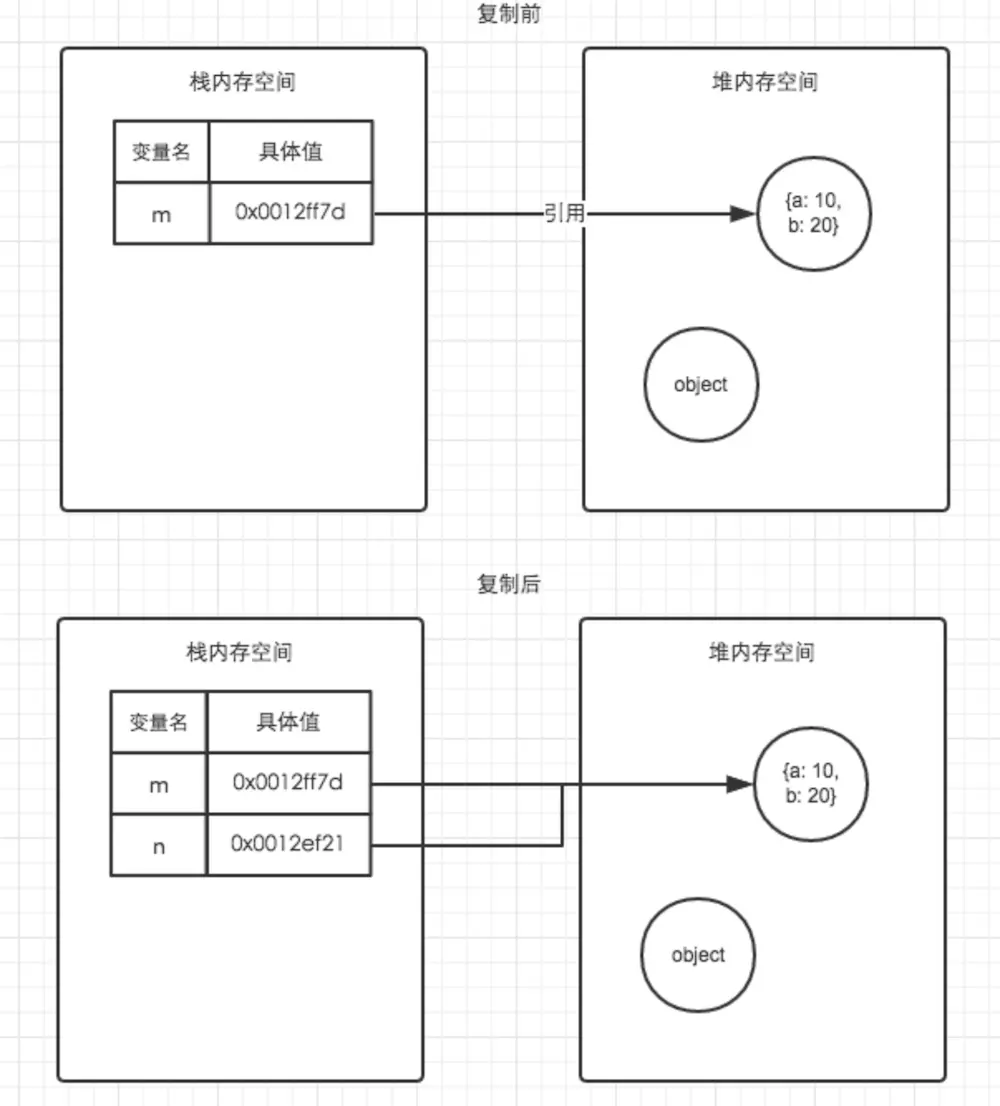 复制前
栈内存空间
变量名 具体值
m 0x0012ff7d
引用
堆内存空间
{a: 10,
b: 20}
object
复制后
栈内存空间
变量名 具体值
m 0x0012ff7d
n 0x0012ef21
堆内存空间
{a: 10,
b: 20}
object